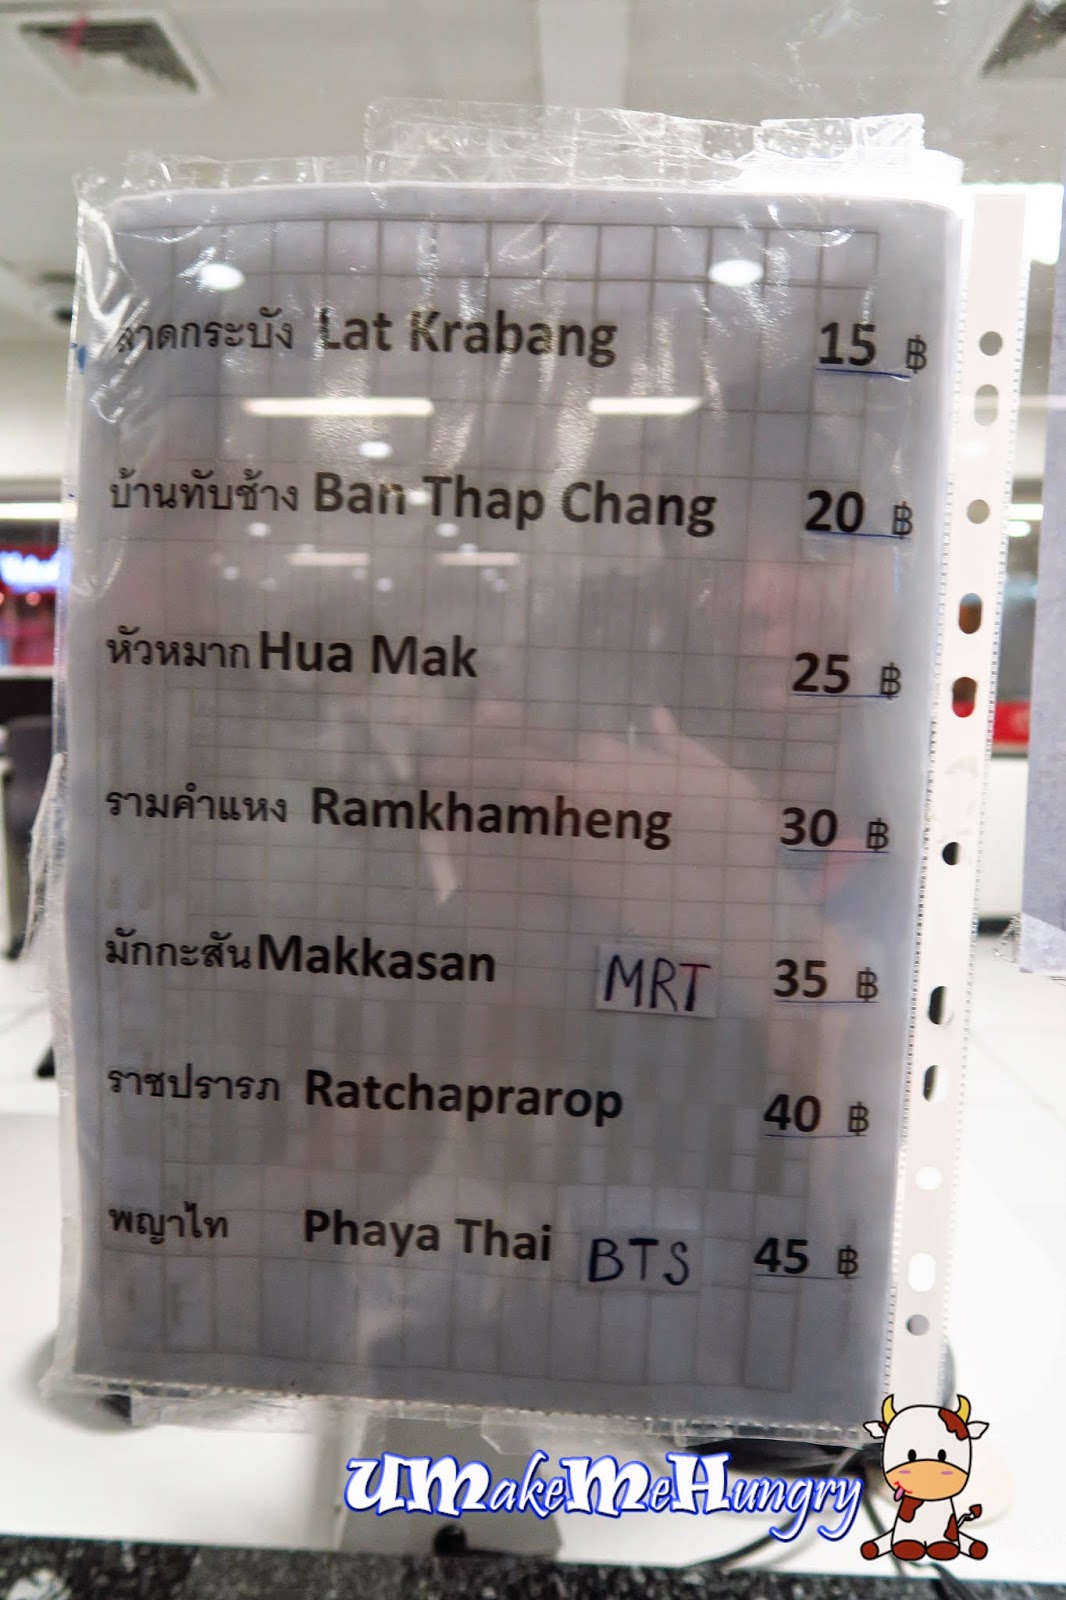 ลาดกระบัง Lat Krabang 15 ฿
บ้านทับช้าง Ban Thap Chang 20 ฿
หัวหมาก Hua Mak 25 ฿
รามคำแหง Ramkhamheng 30 ฿
มักกะสัน Makkasan MRT 35 ฿
ราชปรารภ Ratchaprarop 40 ฿
พญาไท Phaya Thai BTS 45 ฿
UMakeMeHungry